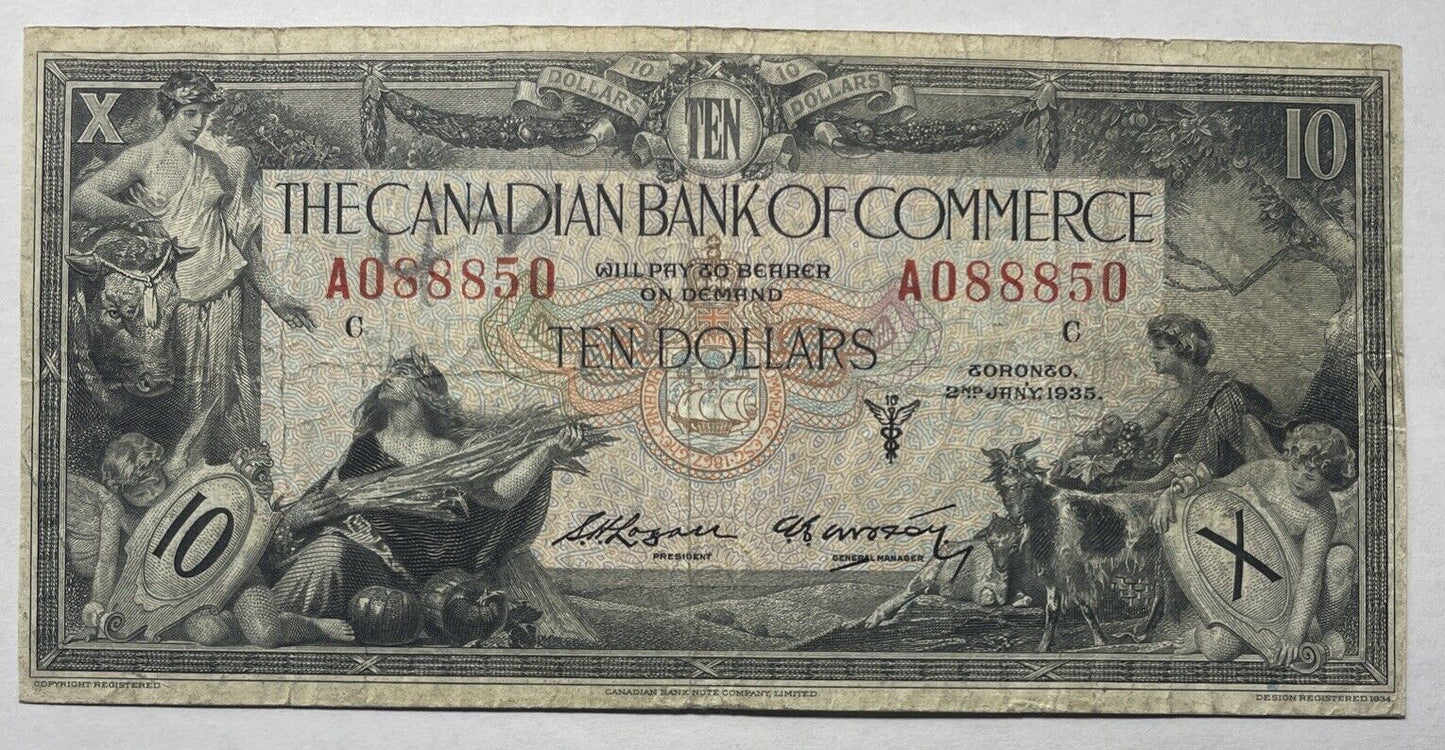 DOLLARS 10 TEN 10 DOLLARS
X
10
THE CANADIAN BANK OF COMMERCE
A088850 WILL PAY TO BEARER A088850
ON DEMAND
C TEN DOLLARS C
TORONTO.
2ND JANY. 1935.
10
10
X
PRESIDENT
GENERAL MANAGER
COPYRIGHT REGISTERED
CANADIAN BANK NOTE COMPANY, LIMITED.
DESIGN REGISTERED 1934